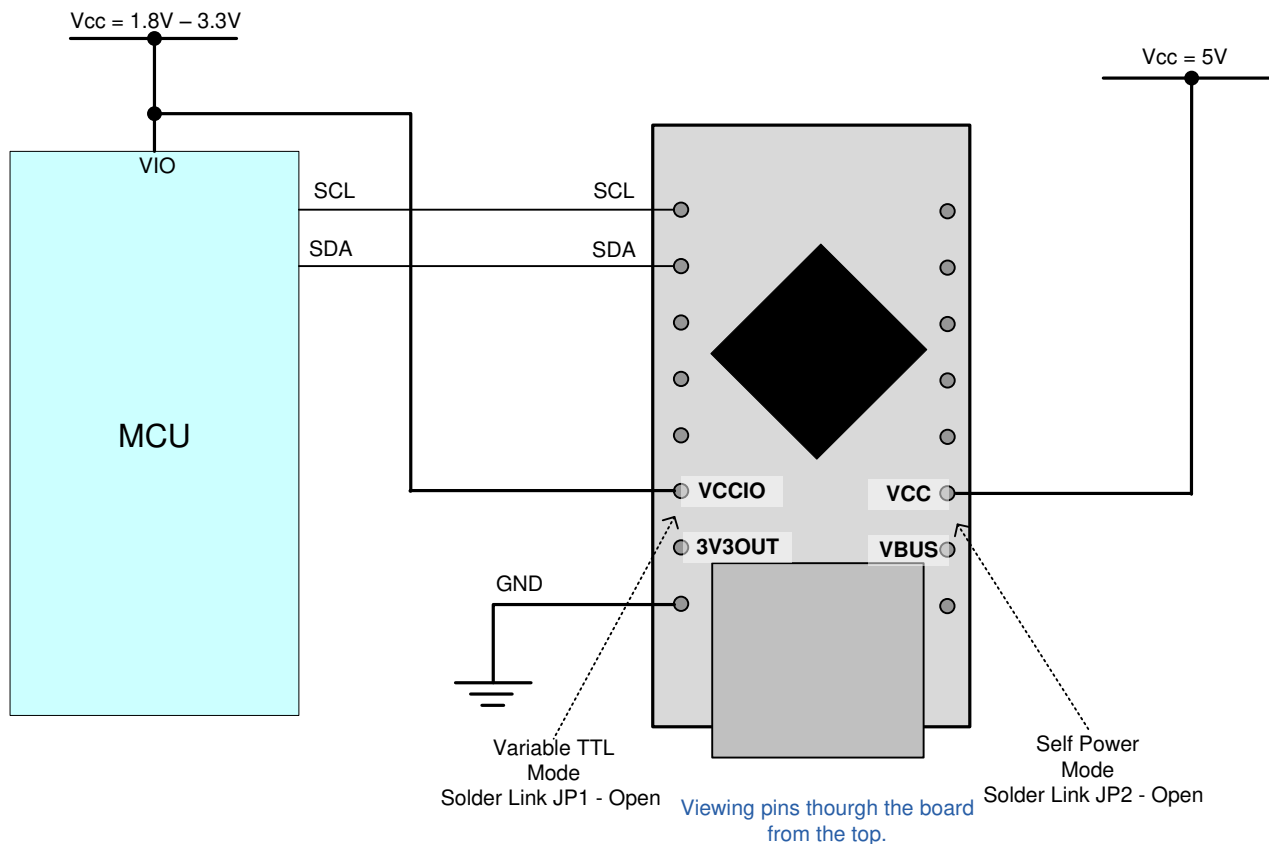 Vcc = 1.8V – 3.3V
Vcc = 5V
VIO
SCL
SCL
SDA
SDA
MCU
VCCIO
VCC
3V3OUT
VBUS
GND
Variable TTL
Mode
Solder Link JP1 - Open
Self Power
Mode
Solder Link JP2 - Open
Viewing pins thourgh the board
from the top.